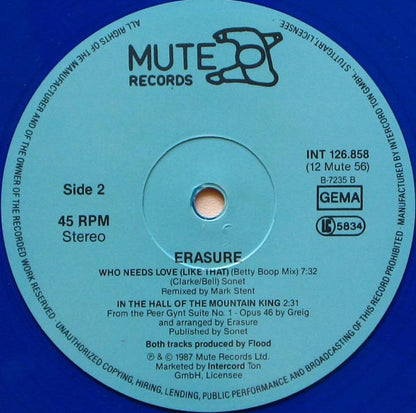 ALL RIGHTS OF THE MANUFACTURER AND OF THE OWNER OF THE RECORDED WORK RESERVED · UNAUTHORIZED COPYING, HIRING, LENDING, PUBLIC PERFORMANCE AND BROADCASTING OF THIS RECORD PROHIBITED · MANUFACTURED BY INTERCORD TON GMBH., STUTTGART, LICENSEE
MUTE
RECORDS
INT 126.858
(12 Mute 56)
B-7235 B
GEMA
LC 5834
Side 2
45 RPM
Stereo
ERASURE
WHO NEEDS LOVE (LIKE THAT) (Betty Boop Mix) 7:32
(Clarke/Bell) Sonet
Remixed by Mark Stent
IN THE HALL OF THE MOUNTAIN KING 2:31
From the Peer Gynt Suite No. 1 - Opus 46 by Greig
and arranged by Erasure
Published by Sonet
Both tracks produced by Flood
℗ & © 1987 Mute Records Ltd.
Marketed by Intercord Ton
GmbH, Licensee